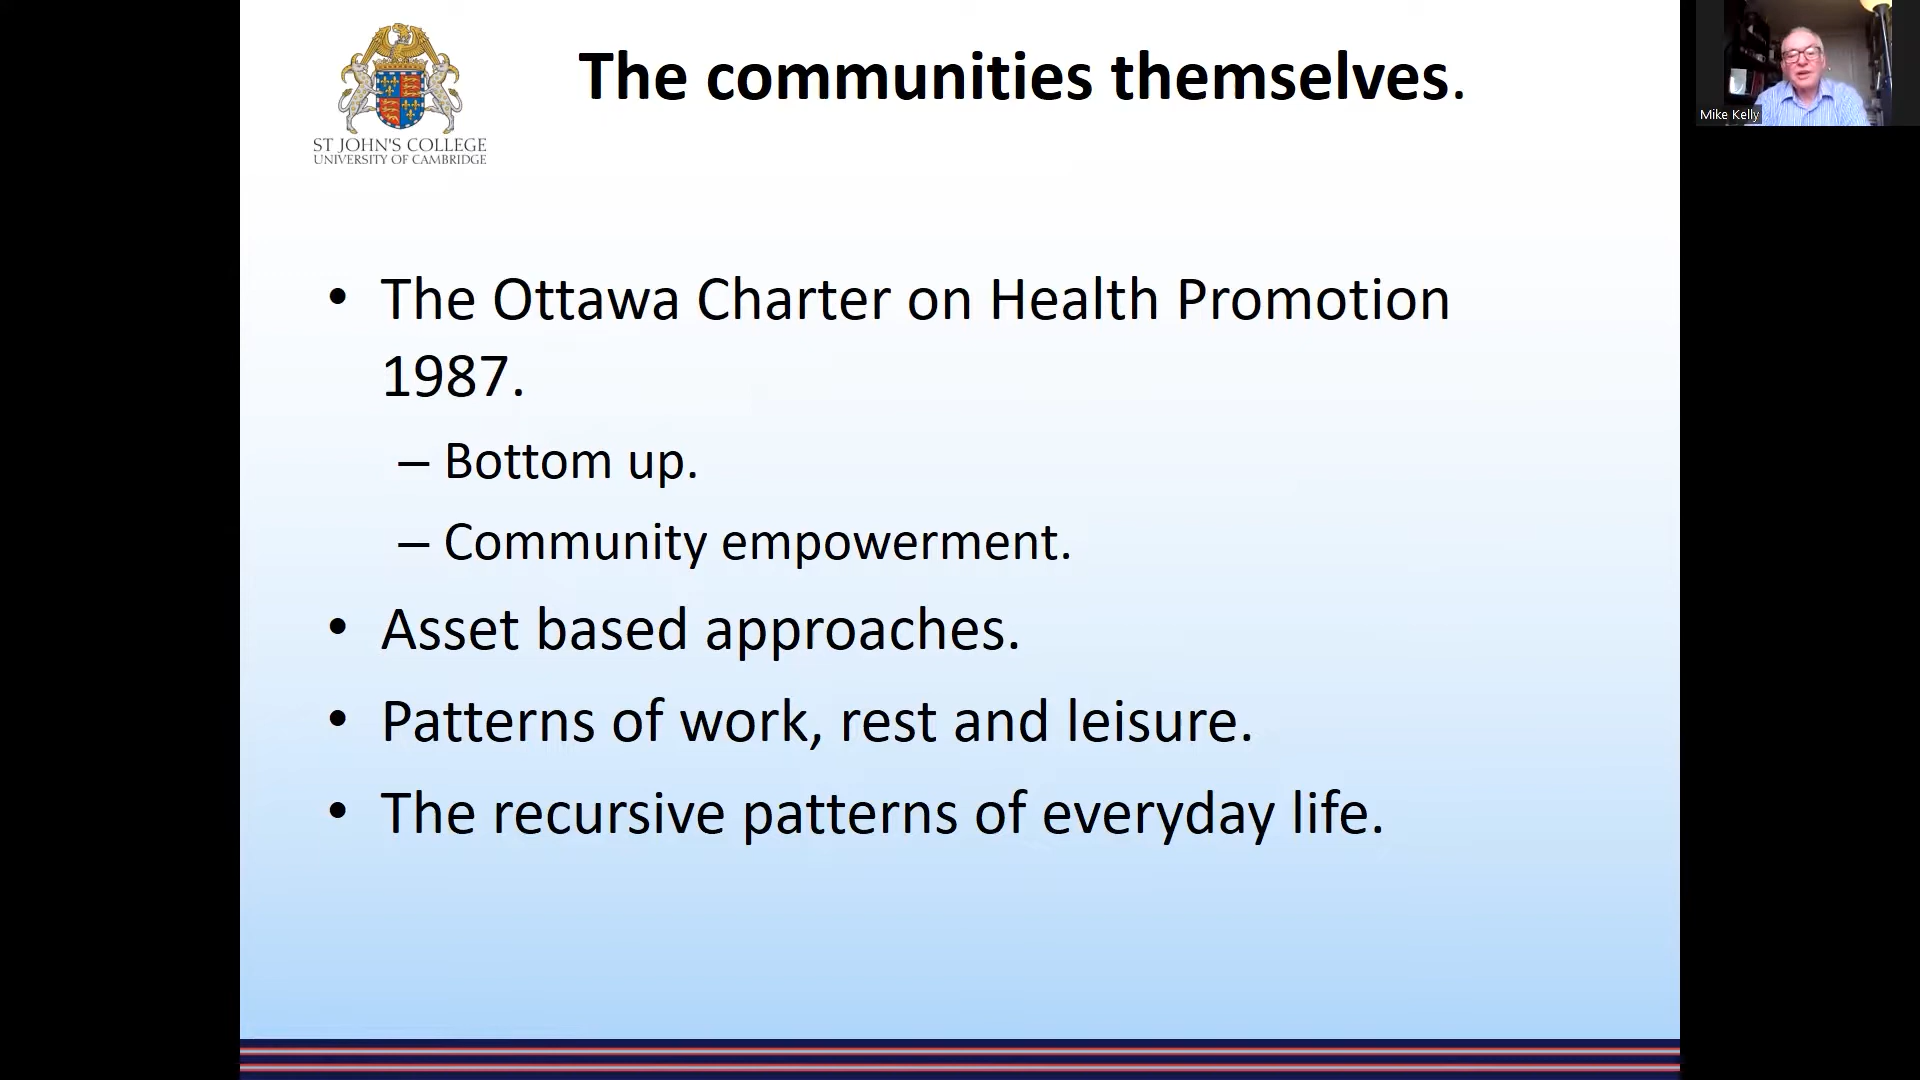 The communities themselves.
ST JOHN'S COLLEGE
UNIVERSITY OF CAMBRIDGE
Mike Kelly
• The Ottawa Charter on Health Promotion
1987.
– Bottom up.
– Community empowerment.
• Asset based approaches.
• Patterns of work, rest and leisure.
• The recursive patterns of everyday life.